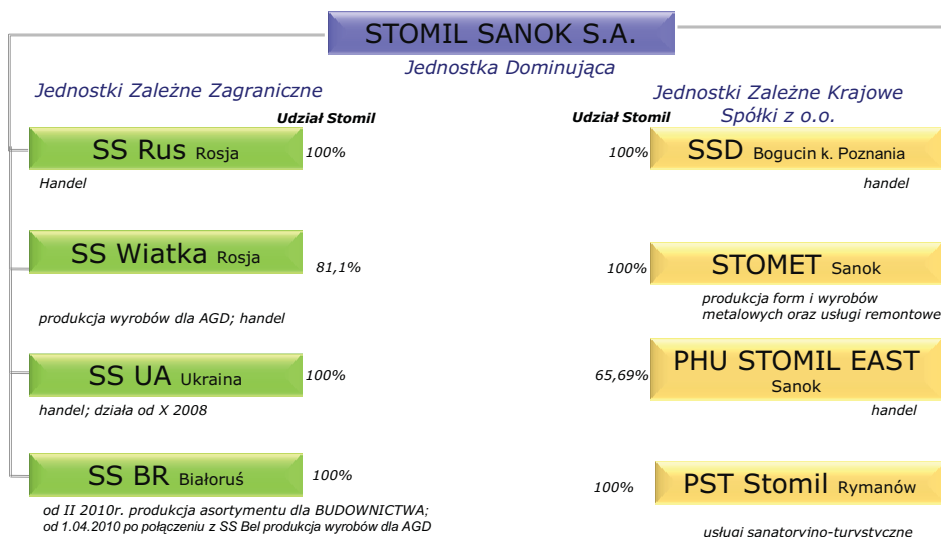 STOMIL SANOK S.A.
Jednostka Dominująca
Jednostki Zależne Zagraniczne
Udział Stomil
SS Rus Rosja 100%
Handel
SS Wiatka Rosja 81,1%
produkcja wyrobów dla AGD; handel
SS UA Ukraina 100%
handel; działa od X 2008
SS BR Białoruś 100%
od II 2010r. produkcja asortymentu dla BUDOWNICTWA;
od 1.04.2010 po połączeniu z SS Bel produkcja wyrobów dla AGD
Jednostki Zależne Krajowe
Spółki z o.o.
Udział Stomil
100% SSD Bogucin k. Poznania
handel
100% STOMET Sanok
produkcja form i wyrobów
metalowych oraz usługi remontowe
65,69% PHU STOMIL EAST
Sanok
handel
100% PST Stomil Rymanów
usługi sanatoryjno-turystyczne